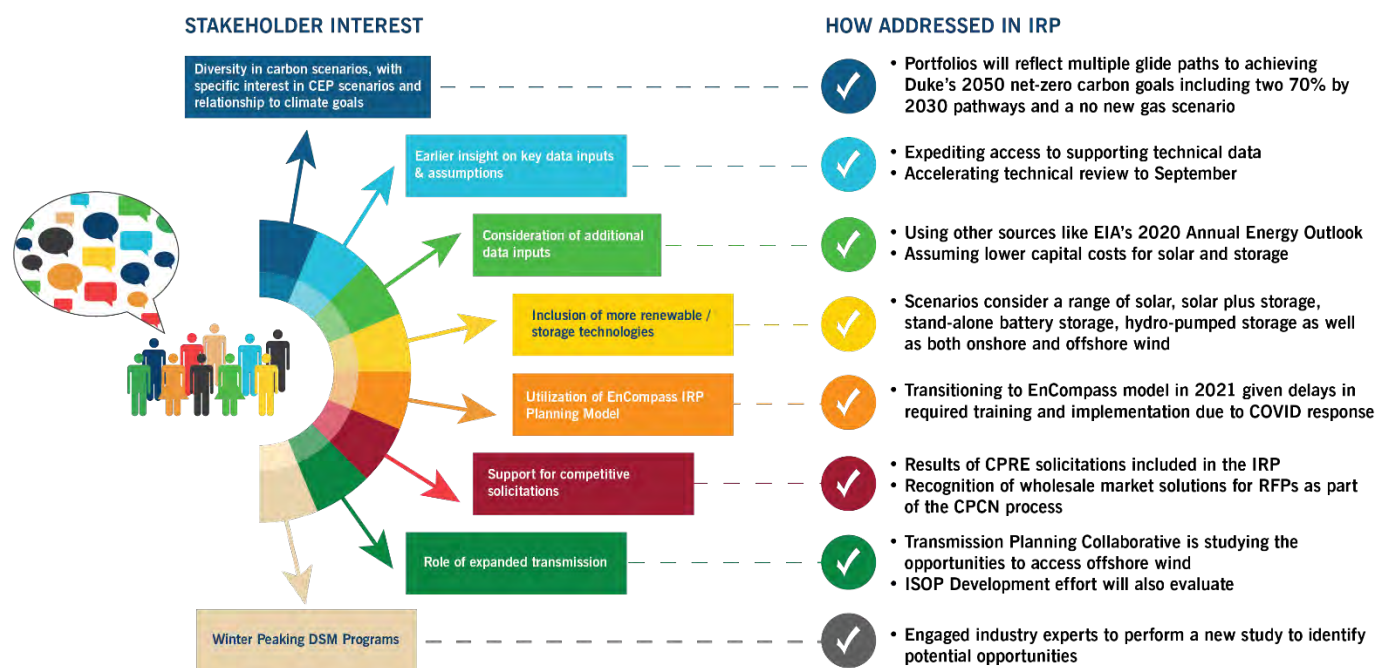 STAKEHOLDER INTEREST
HOW ADDRESSED IN IRP
Diversity in carbon scenarios, with
specific interest in CEP scenarios and
relationship to climate goals
• Portfolios will reflect multiple glide paths to achieving
Duke's 2050 net-zero carbon goals including two 70% by
2030 pathways and a no new gas scenario
Earlier insight on key data inputs
& assumptions
• Expediting access to supporting technical data
• Accelerating technical review to September
Consideration of additional
data inputs
• Using other sources like EIA's 2020 Annual Energy Outlook
• Assuming lower capital costs for solar and storage
Inclusion of more renewable /
storage technologies
• Scenarios consider a range of solar, solar plus storage,
stand-alone battery storage, hydro-pumped storage as well
as both onshore and offshore wind
Utilization of EnCompass IRP
Planning Model
• Transitioning to EnCompass model in 2021 given delays in
required training and implementation due to COVID response
Support for competitive
solicitations
• Results of CPRE solicitations included in the IRP
• Recognition of wholesale market solutions for RFPs as part
of the CPCN process
Role of expanded transmission
• Transmission Planning Collaborative is studying the
opportunities to access offshore wind
• ISOP Development effort will also evaluate
Winter Peaking DSM Programs
• Engaged industry experts to perform a new study to identify
potential opportunities